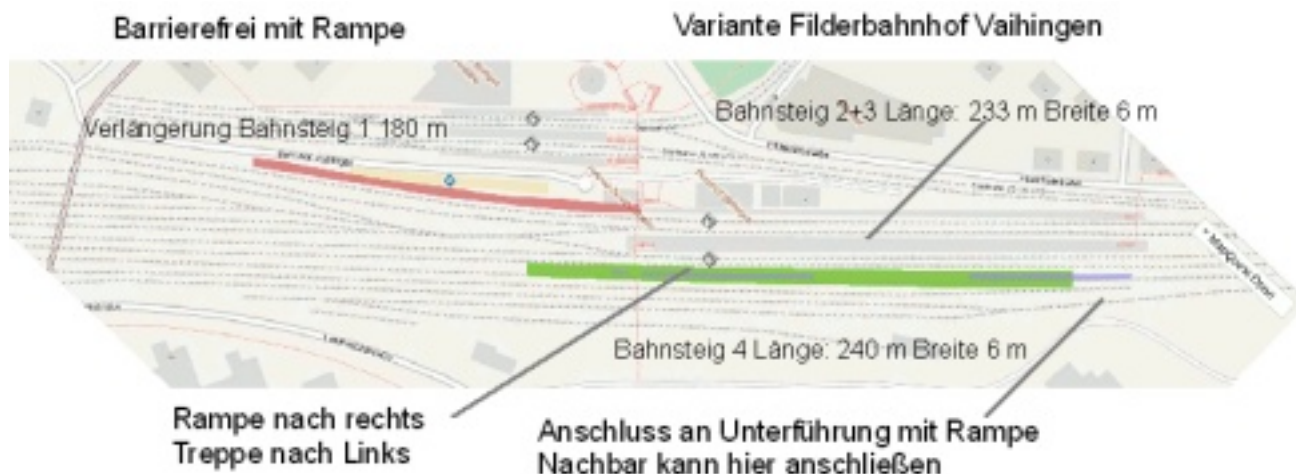 Barrierefrei mit Rampe
Variante Filderbahnhof Vaihingen
Bahnsteig 2+3 Länge: 233 m Breite 6 m
Verlängerung Bahnsteig 1 180 m
Bahnsteig 4 Länge: 240 m Breite 6 m
Rampe nach rechts
Treppe nach Links
Anschluss an Unterführung mit Rampe
Nachbar kann hier anschließen